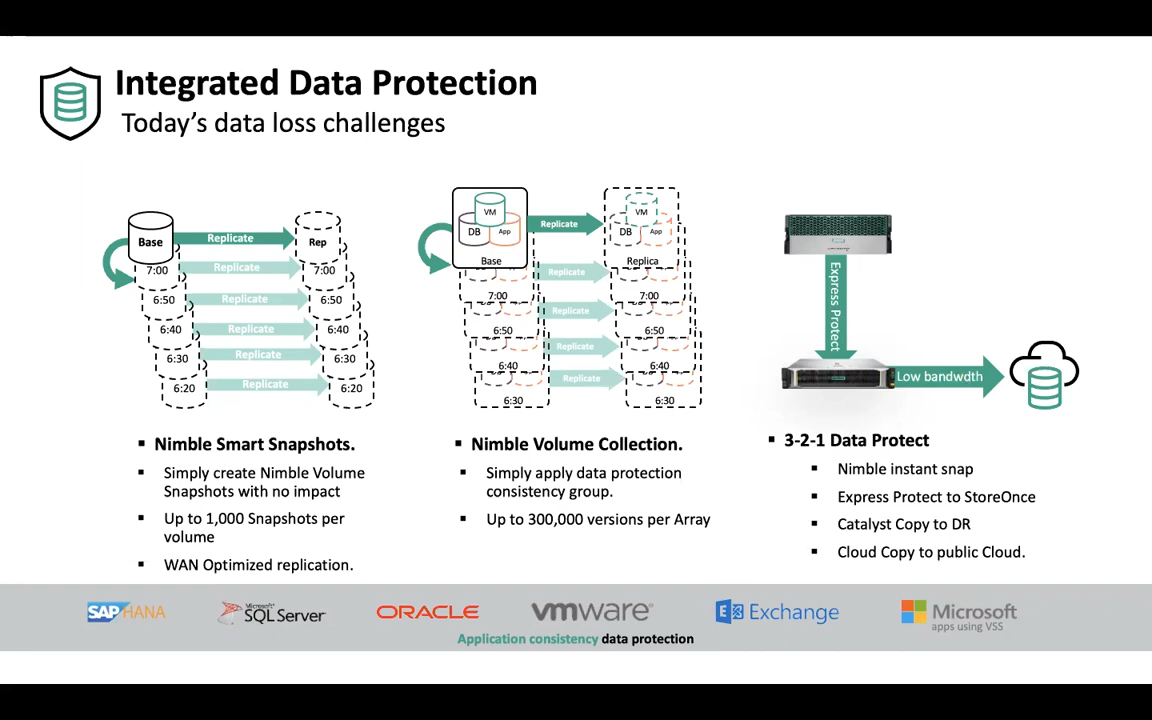 Integrated Data Protection
Today's data loss challenges
Base
Replicate
Rep
7:00
Replicate
7:00
6:50
Replicate
6:50
6:40
Replicate
6:40
6:30
Replicate
6:30
6:20
Replicate
6:20
▪ Nimble Smart Snapshots.
▪ Simply create Nimble Volume
Snapshots with no impact
▪ Up to 1,000 Snapshots per
volume
▪ WAN Optimized replication.
VM
DB
App
Base
Replicate
VM
DB
App
Replica
7:00
Replicate
7:00
6:50
Replicate
6:50
6:40
Replicate
6:40
6:30
Replicate
6:30
▪ Nimble Volume Collection.
▪ Simply apply data protection
consistency group.
▪ Up to 300,000 versions per Array
Express Protect
Low bandwdth
▪ 3-2-1 Data Protect
▪ Nimble instant snap
▪ Express Protect to StoreOnce
▪ Catalyst Copy to DR
▪ Cloud Copy to public Cloud.
SAP HANA
Microsoft
SQL Server
ORACLE
vmware
Exchange
Microsoft
apps using VSS
Application consistency data protection